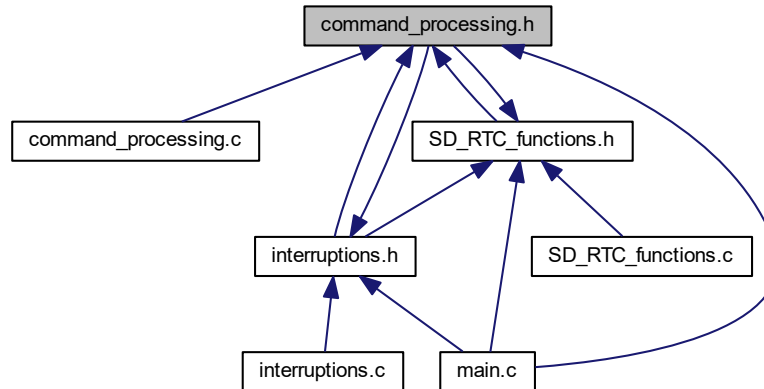 command_processing.h
command_processing.c
SD_RTC_functions.h
interruptions.h
SD_RTC_functions.c
interruptions.c
main.c